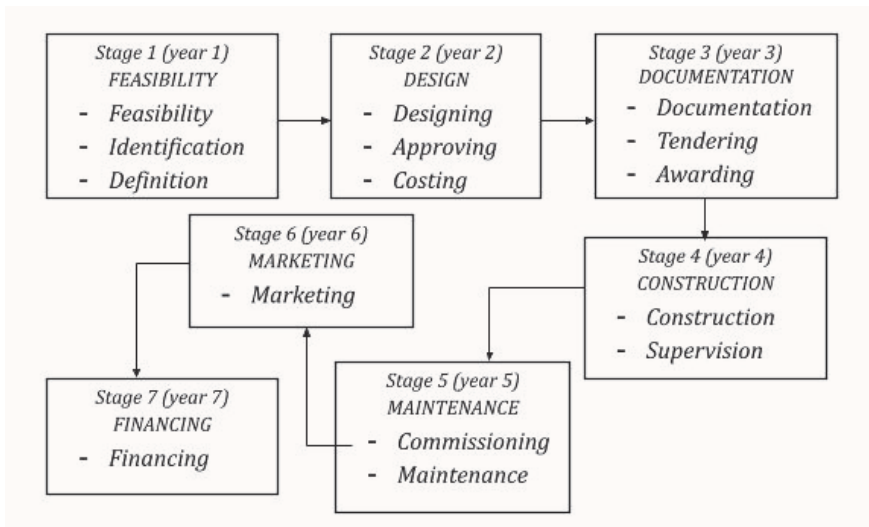 Stage 1 (year 1)
FEASIBILITY
- Feasibility
- Identification
- Definition
Stage 2 (year 2)
DESIGN
- Designing
- Approving
- Costing
Stage 3 (year 3)
DOCUMENTATION
- Documentation
- Tendering
- Awarding
Stage 4 (year 4)
CONSTRUCTION
- Construction
- Supervision
Stage 5 (year 5)
MAINTENANCE
- Commissioning
- Maintenance
Stage 6 (year 6)
MARKETING
- Marketing
Stage 7 (year 7)
FINANCING
- Financing